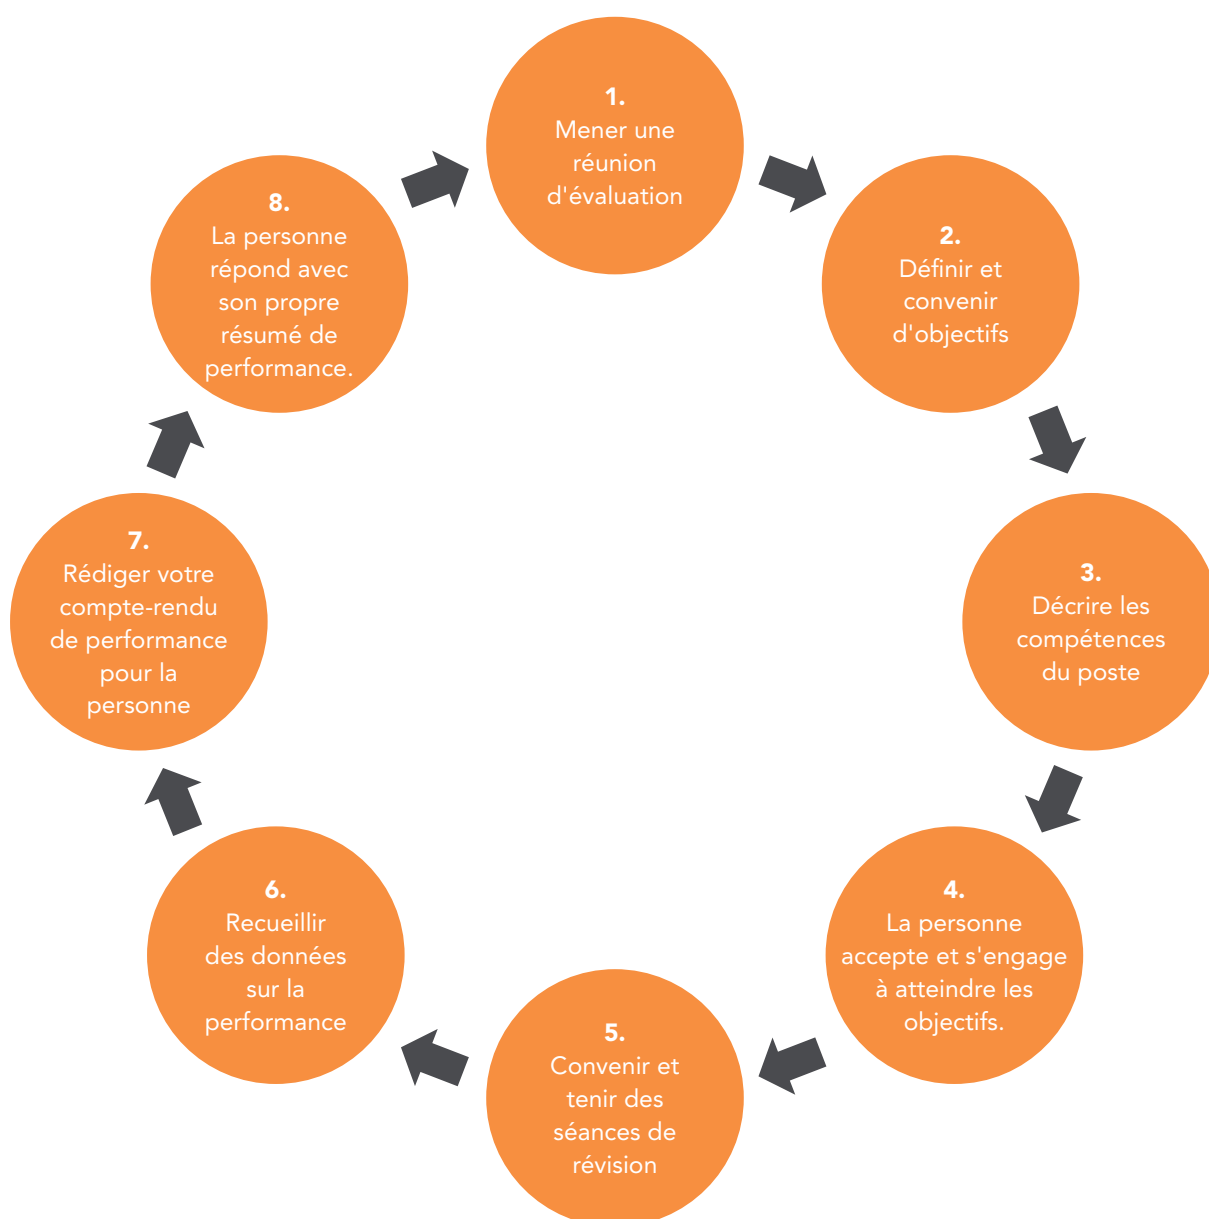 1.
Mener une
réunion
d'évaluation
2.
Définir et
convenir
d'objectifs
3.
Décrire les
compétences
du poste
4.
La personne
accepte et s'engage
à atteindre les
objectifs.
5.
Convenir et
tenir des
séances de
révision
6.
Recueillir
des données
sur la
performance
7.
Rédiger votre
compte-rendu
de performance
pour la
personne
8.
La personne
répond avec
son propre
résumé de
performance.